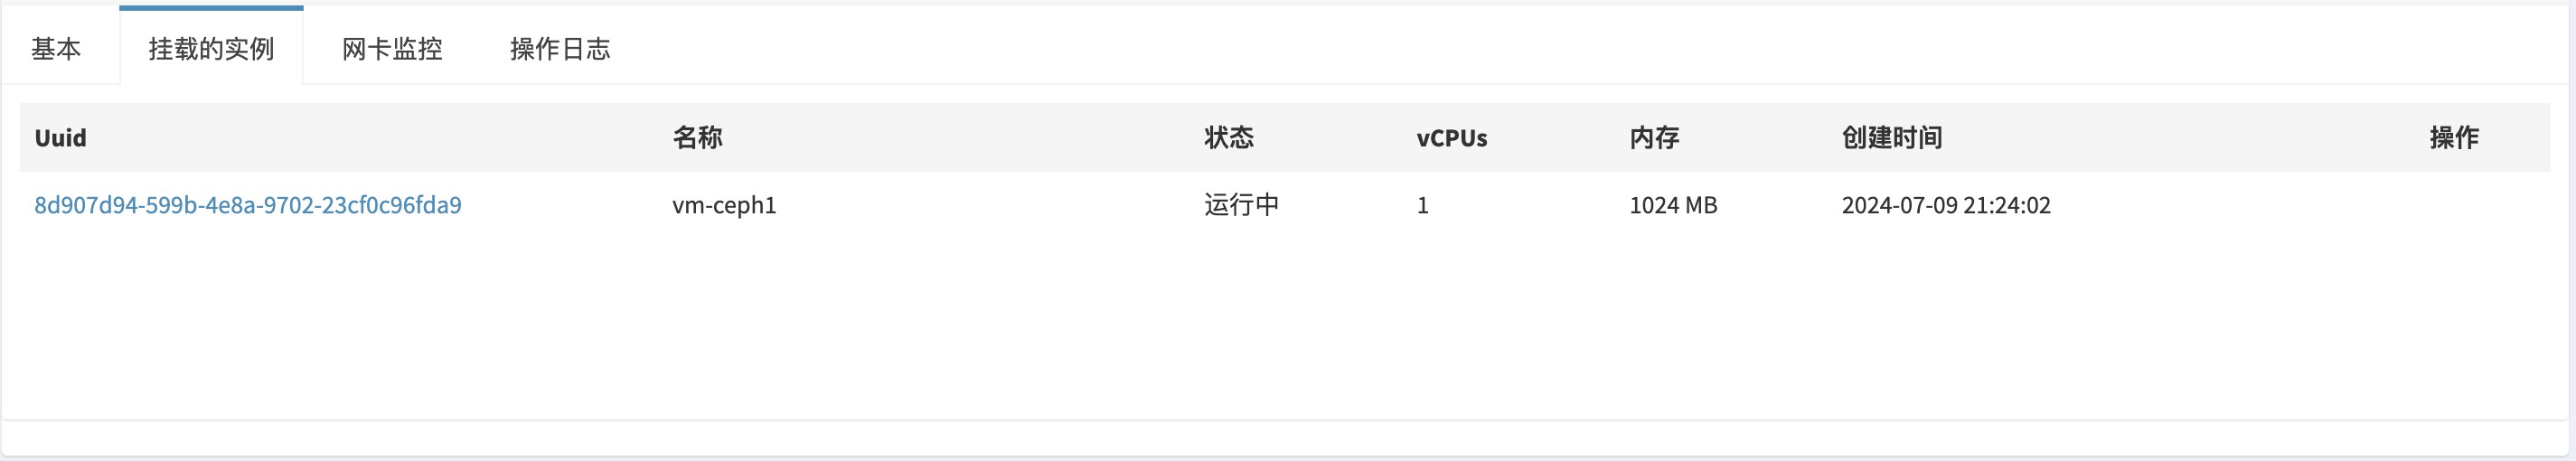 基本 挂载的实例 网卡监控 操作日志
Uuid 名称 状态 vCPUs 内存 创建时间 操作
8d907d94-599b-4e8a-9702-23cf0c96fda9 vm-ceph1 运行中 1 1024 MB 2024-07-09 21:24:02